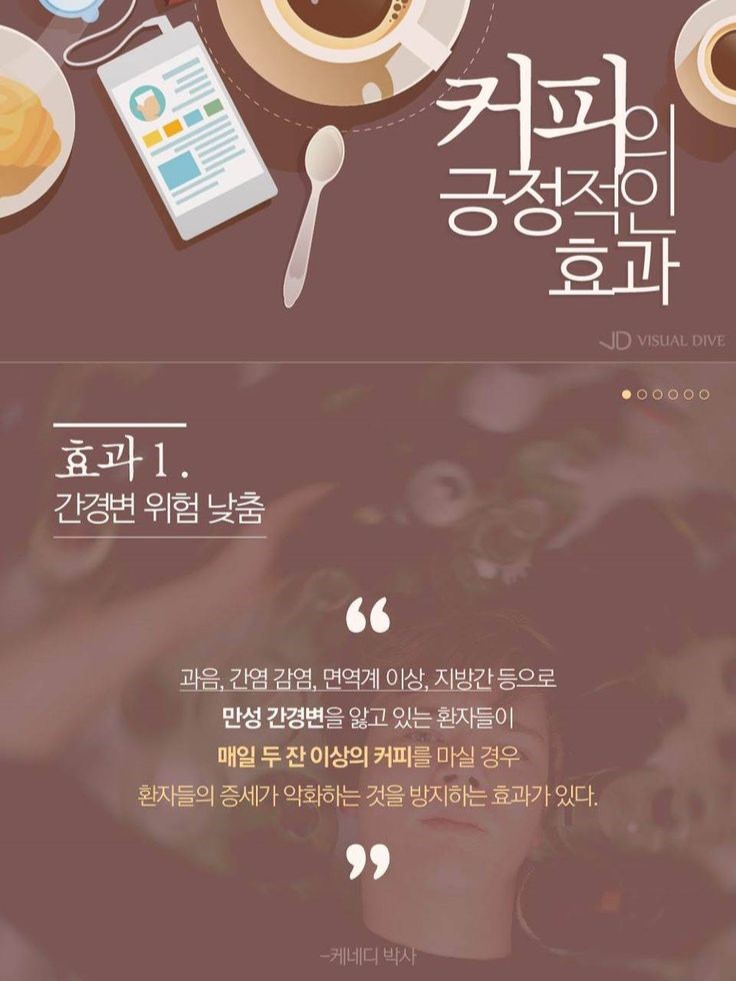 커피의
긍정적인
효과
VISUAL DIVE
효과 1.
간경변 위험 낮춤
“
과음, 간염 감염, 면역계 이상, 지방간 등으로
만성 간경변을 앓고 있는 환자들이
매일 두 잔 이상의 커피를 마실 경우
환자들의 증세가 악화하는 것을 방지하는 효과가 있다.
”
-케네디 박사